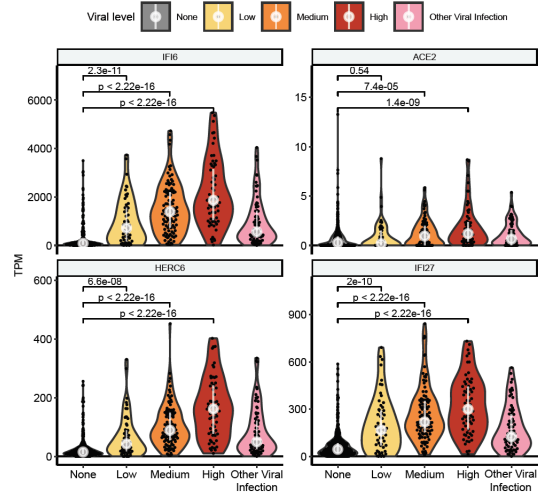 Viral level None Low Medium High Other Viral Infection
IFI6
ACE2
2.3e-11
p < 2.22e-16
p < 2.22e-16
6000
4000
2000
0
0.54
7.4e-05
1.4e-09
15
10
5
0
TPM
HERC6
IFI27
6.6e-08
p < 2.22e-16
p < 2.22e-16
600
400
200
0
2e-10
p < 2.22e-16
p < 2.22e-16
900
600
300
0
None Low Medium High Other Viral
Infection
None Low Medium High Other Viral
Infection